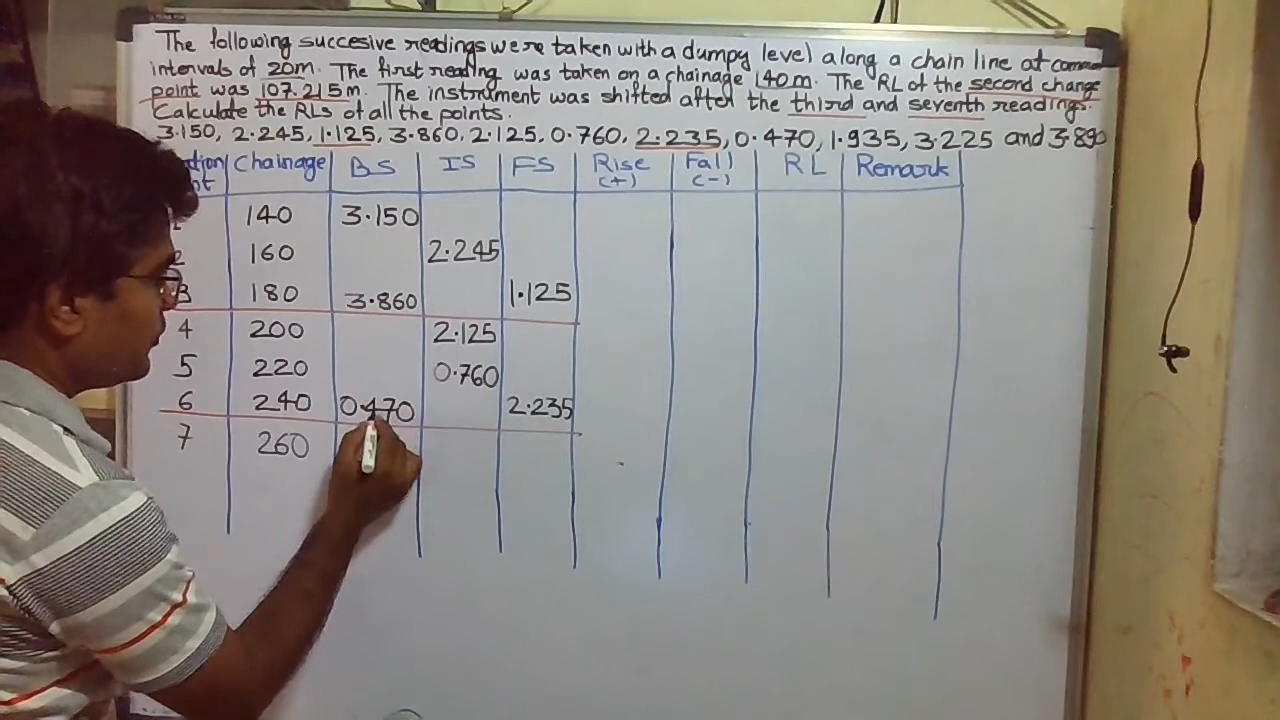 The following succesive readings were taken with a dumpy level along a chain line at common
intervals of 20m. The first reading was taken on a chainage 140m. The RL of the second change
point was 107.215m. The instrument was shifted after the third and seventh readings.
Calculate the RLs of all the points.
3.150, 2.245, 1.125, 3.860, 2.125, 0.760, 2.235, 0.470, 1.935, 3.225 and 3.890
Chainage BS IS FS Rise (+) Fall (-) RL Remark
140 3.150
2 160 2.245
3 180 3.860 1.125
4 200 2.125
5 220 0.760
6 240 0.470 2.235
7 260